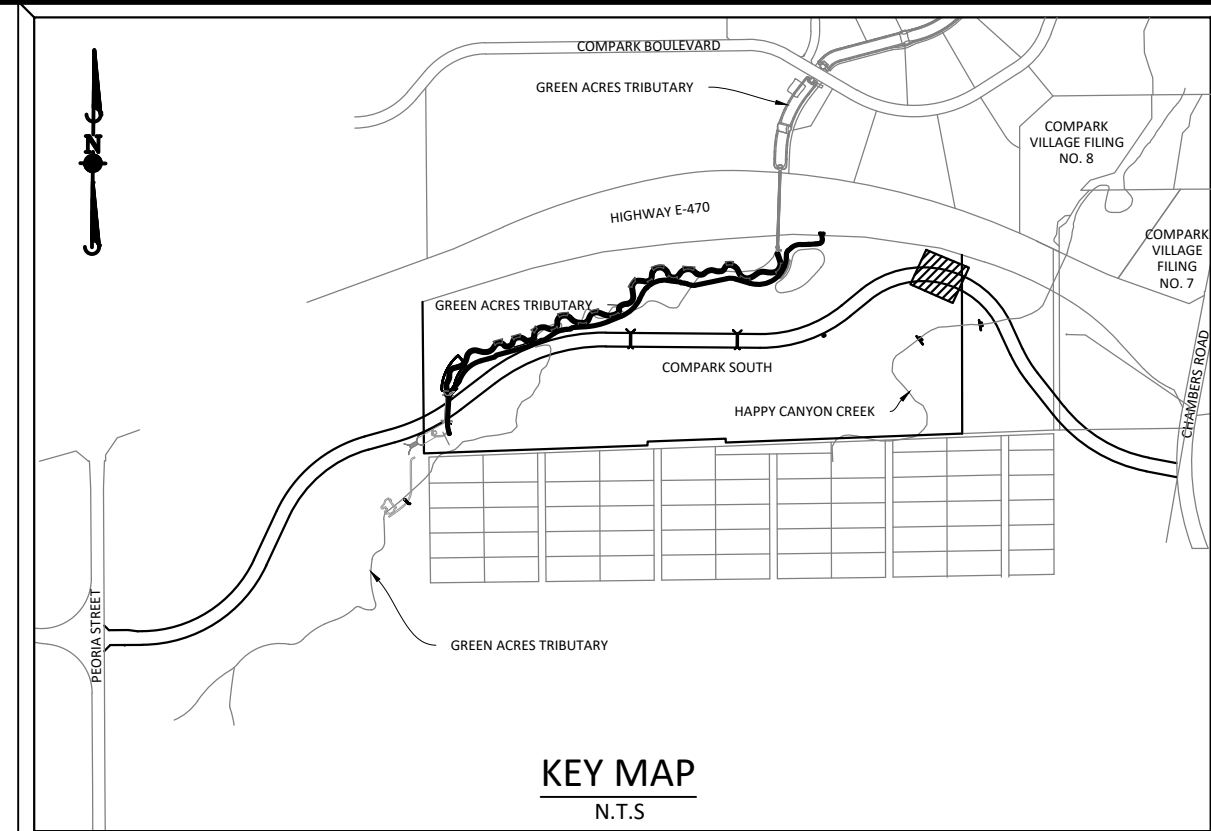 COMPARK BOULEVARD
GREEN ACRES TRIBUTARY
COMPARK
VILLAGE FILING
NO. 8
N
HIGHWAY E-470
COMPARK
VILLAGE
FILING
NO. 7
GREEN ACRES TRIBUTARY
COMPARK SOUTH
HAPPY CANYON CREEK
CHAMBERS ROAD
PEORIA STREET
GREEN ACRES TRIBUTARY
KEY MAP
N.T.S